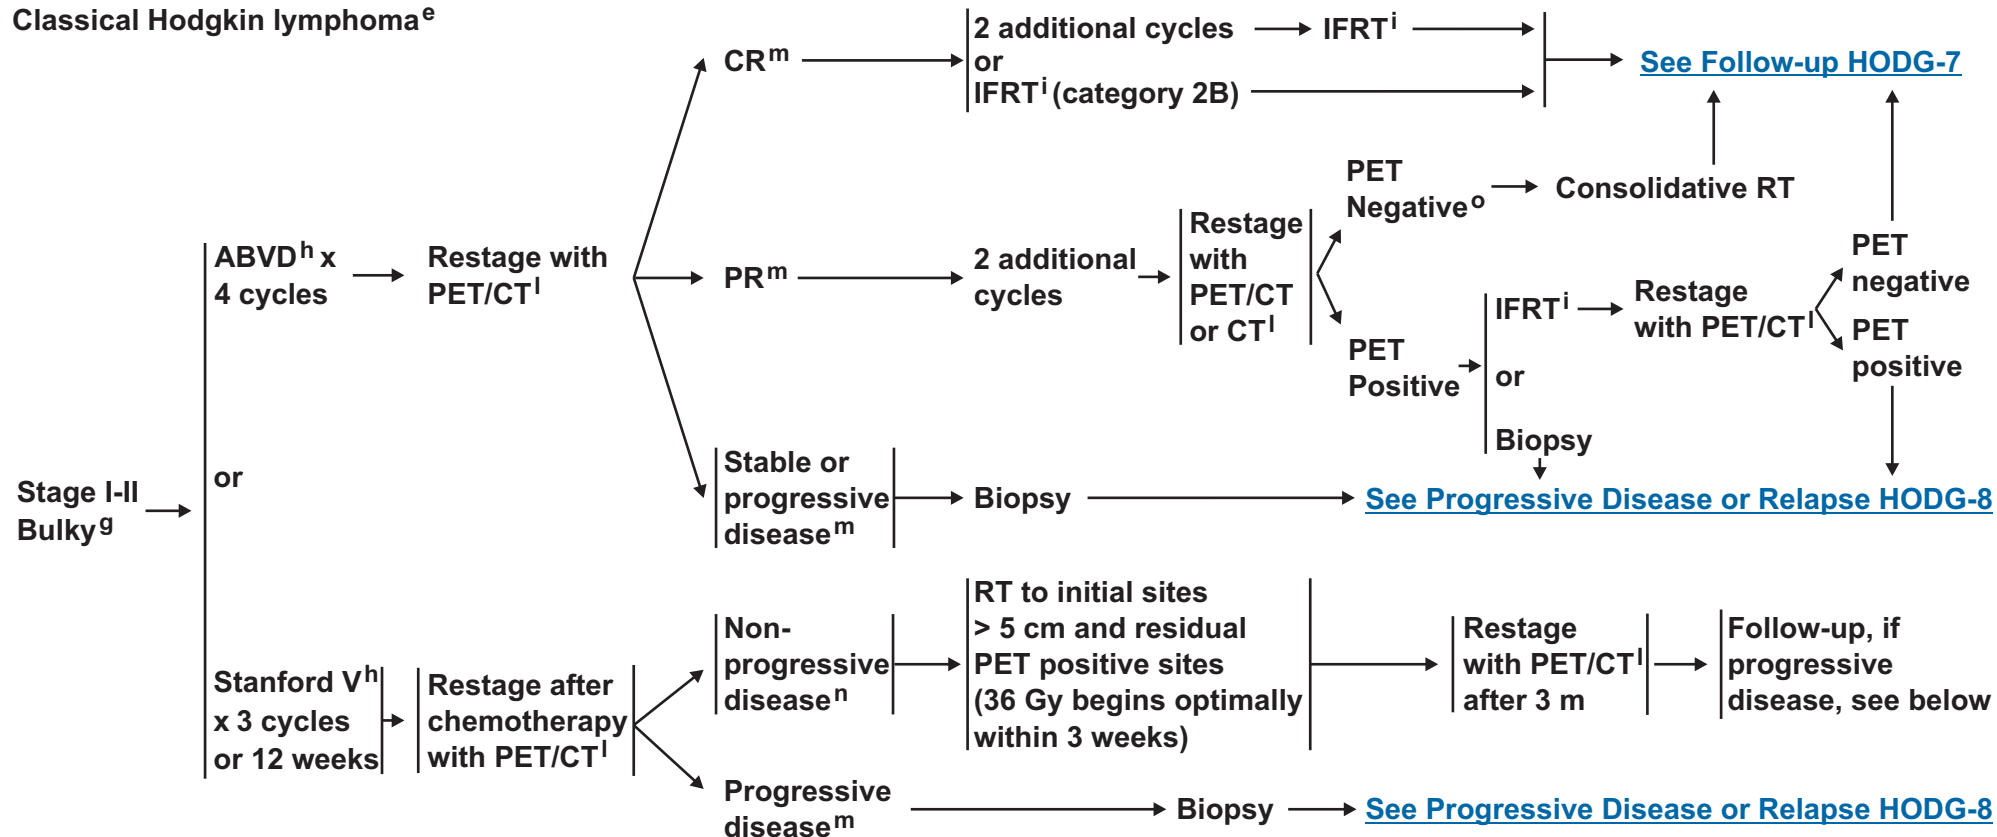 Classical Hodgkin lymphoma e
CR m
2 additional cycles
IFRT i
or
IFRT i (category 2B)
See Follow-up HODG-7
Stage I-II
Bulky g
ABVD h x
4 cycles
or
Restage with
PET/CT l
PR m
2 additional
cycles
Restage
with
PET/CT
or CT l
PET
Negative o
Consolidative RT
PET
Positive
IFRT i
or
Biopsy
Restage
with PET/CT l
PET
negative
PET
positive
Stable or
progressive
disease m
Biopsy
See Progressive Disease or Relapse HODG-8
Stanford V h
x 3 cycles
or 12 weeks
Restage after
chemotherapy
with PET/CT l
Non-
progressive
disease n
RT to initial sites
> 5 cm and residual
PET positive sites
(36 Gy begins optimally
within 3 weeks)
Restage
with PET/CT l
after 3 m
Follow-up, if
progressive
disease, see below
Progressive
disease m
Biopsy
See Progressive Disease or Relapse HODG-8